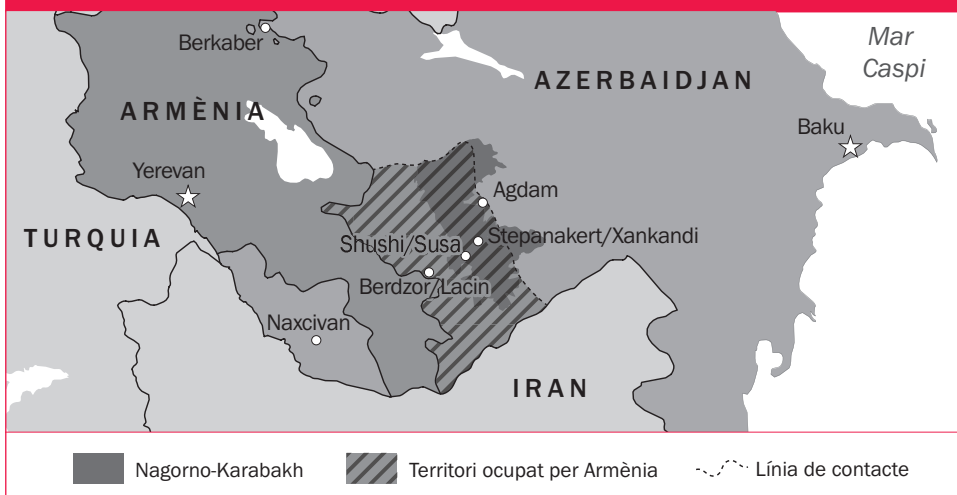 Berkaber
Mar
Caspi
AZERBAIDJAN
ARMÈNIA
Baku
Yerevan
Agdam
TURQUIA
Stepanakert/Xankandi
Shushi/Susa
Berdzor/Lacin
Naxcivan
IRAN
Nagorno-Karabakh
Territori ocupat per Armènia
Línia de contacte